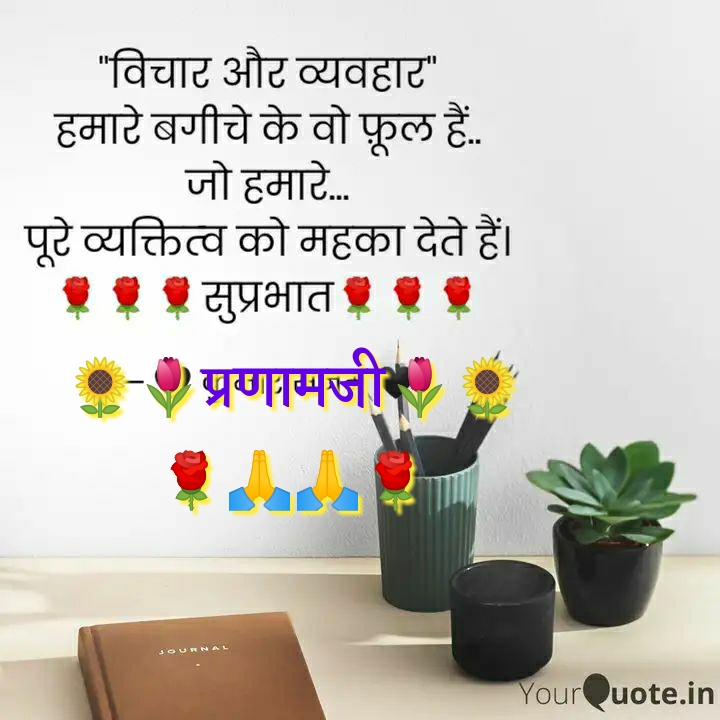 "विचार और व्यवहार"
हमारे बगीचे के वो फ़ूल हैं..
जो हमारे...
पूरे व्यक्तित्व को महका देते हैं।
🌹🌹🌹सुप्रभात🌹🌹🌹
🌻🌷प्रणामजी🌷🌻
🌹🙏🙏🌹
JOURNAL
YourQuote.in